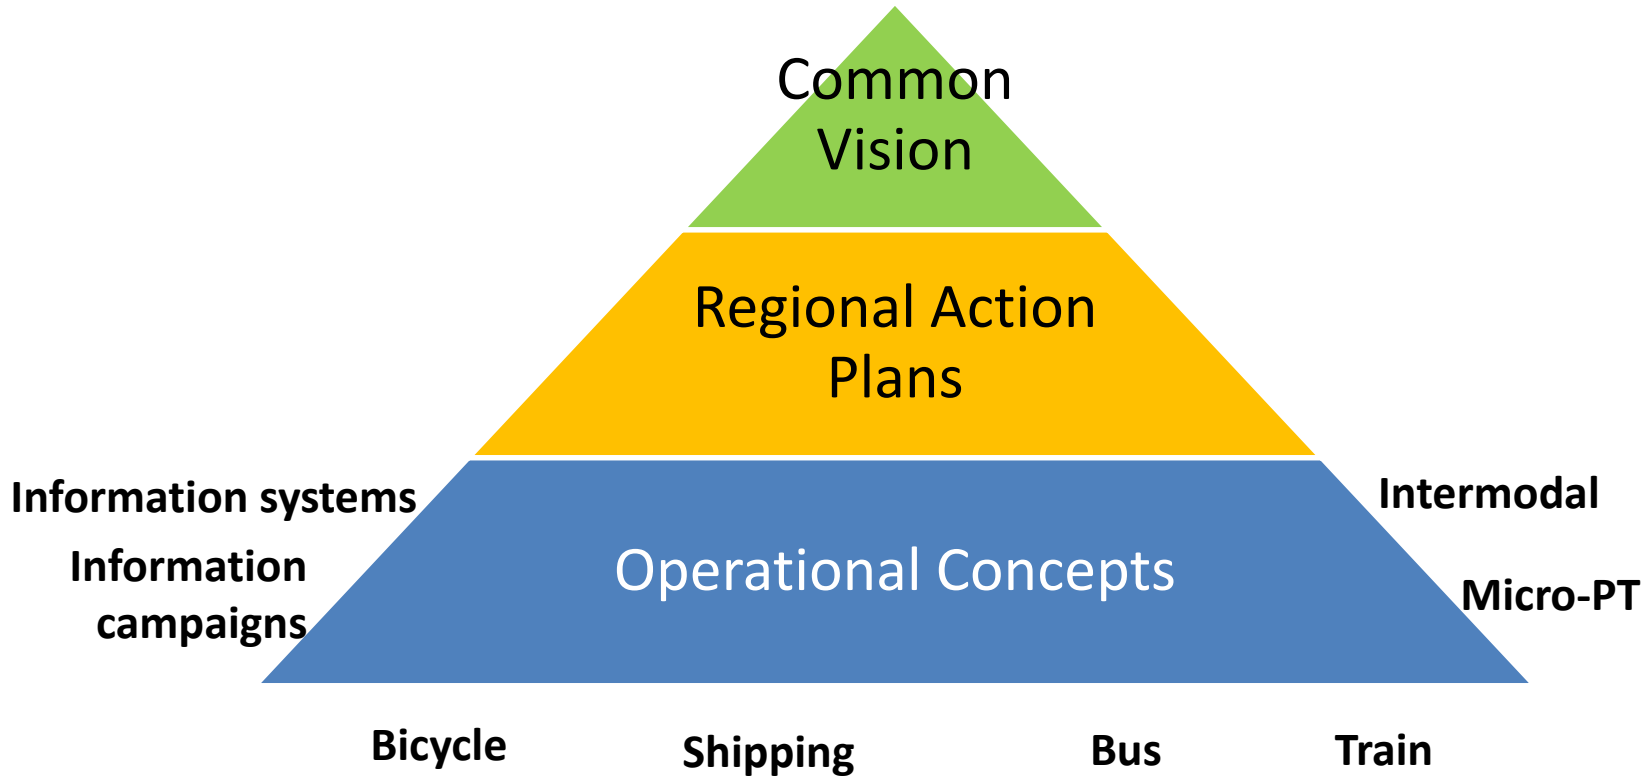 Common
Vision
Regional Action
Plans
Information systems
Intermodal
Information
campaigns
Operational Concepts
Micro-PT
Bicycle
Shipping
Bus
Train